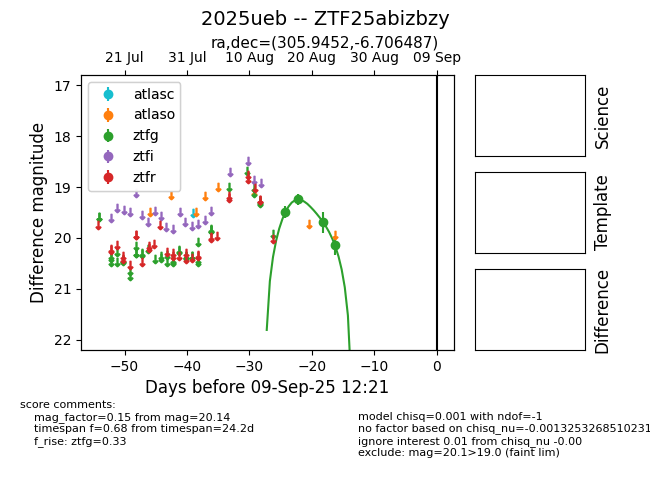 2025ueb -- ZTF25abizbzy
ra,dec=(305.9452,-6.706487)
21 Jul 31 Jul 10 Aug 20 Aug 30 Aug 09 Sep
atlasc
atlaso
ztfg
ztfi
ztfr
17
18
19
20
21
22
Difference magnitude
−50 −40 −30 −20 −10 0
Days before 09-Sep-25 12:21
Science
Template
Difference
score comments:
mag_factor=0.15 from mag=20.14
timespan f=0.68 from timespan=24.2d
f_rise: ztfg=0.33
model chisq=0.001 with ndof=-1
no factor based on chisq_nu=-0.0013253268510231
ignore interest 0.01 from chisq_nu -0.00
exclude: mag=20.1>19.0 (faint lim)